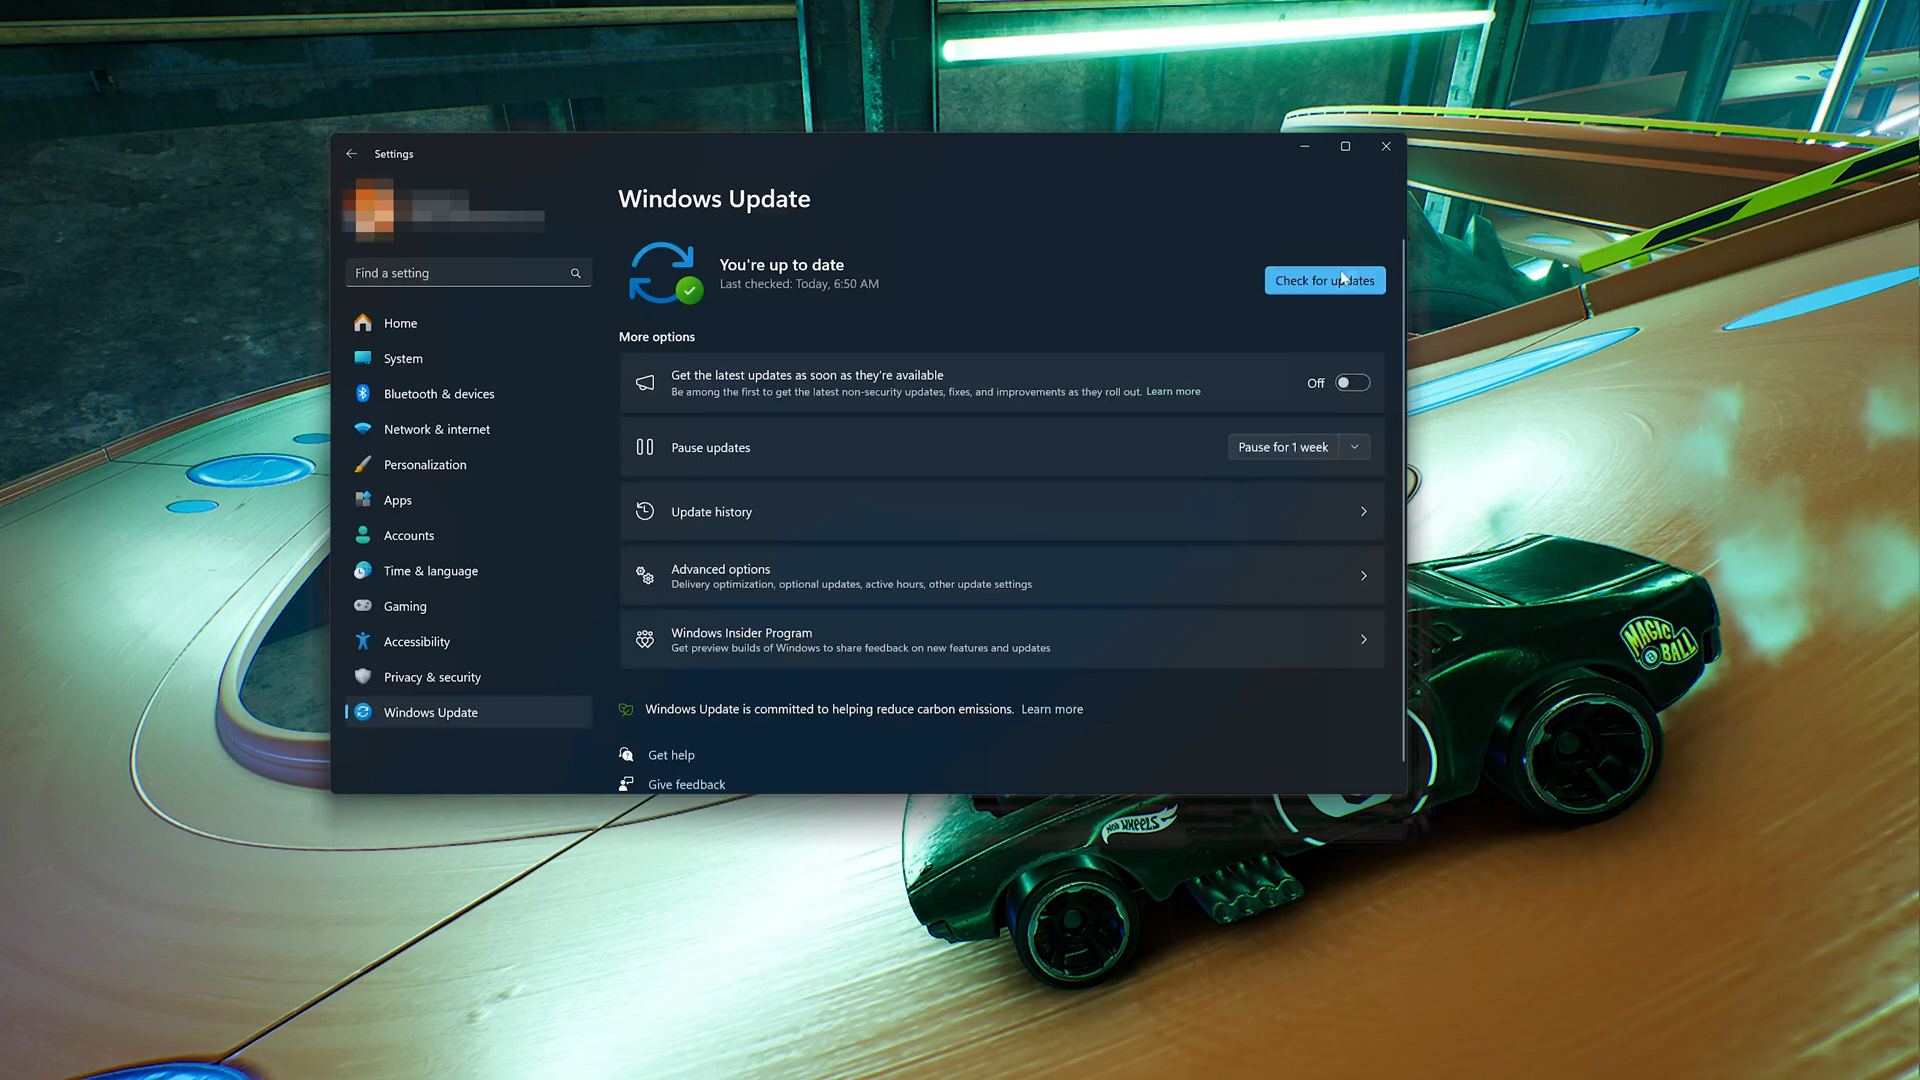 Settings
Find a setting
Home
System
Bluetooth & devices
Network & internet
Personalization
Apps
Accounts
Time & language
Gaming
Accessibility
Privacy & security
Windows Update
Windows Update
You're up to date
Last checked: Today, 6:50 AM
Check for updates
More options
Get the latest updates as soon as they're available
Be among the first to get the latest non-security updates, fixes, and improvements as they roll out. Learn more
Off
Pause updates
Pause for 1 week
Update history
Advanced options
Delivery optimization, optional updates, active hours, other update settings
Windows Insider Program
Get preview builds of Windows to share feedback on new features and updates
Windows Update is committed to helping reduce carbon emissions. Learn more
Get help
Give feedback
MAGIC
8 BALL
HOT WHEELS